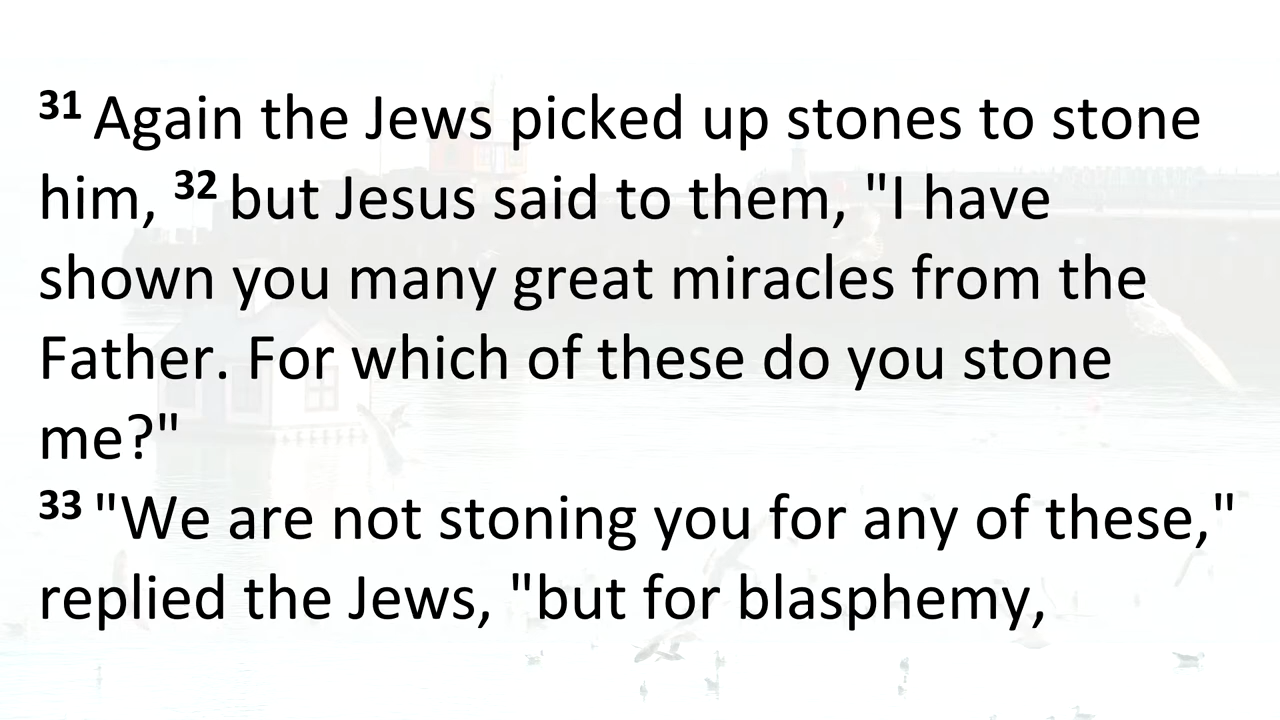 31 Again the Jews picked up stones to stone
him, 32 but Jesus said to them, "I have
shown you many great miracles from the
Father. For which of these do you stone
me?"
33 "We are not stoning you for any of these,"
replied the Jews, "but for blasphemy,